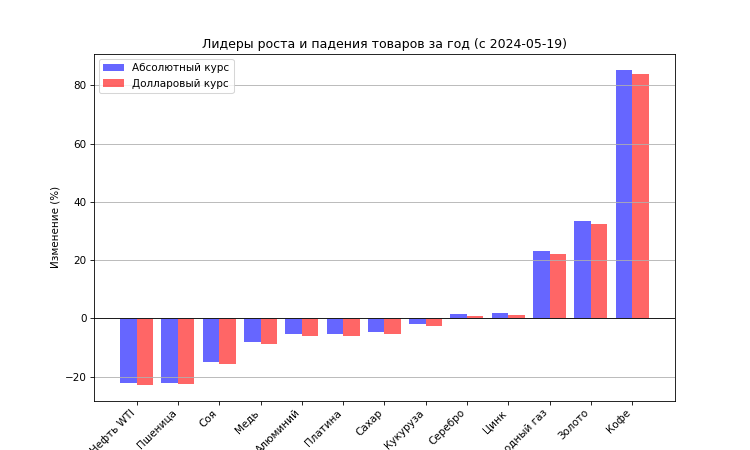 Лидеры роста и падения товаров за год (с 2024-05-19)
Абсолютный курс
Долларовый курс
Изменение (%)
80
60
40
20
0
−20
Нефть WTI
Пшеница
Соя
Медь
Алюминий
Платина
Сахар
Кукуруза
Серебро
Цинк
одный газ
Золото
Кофе